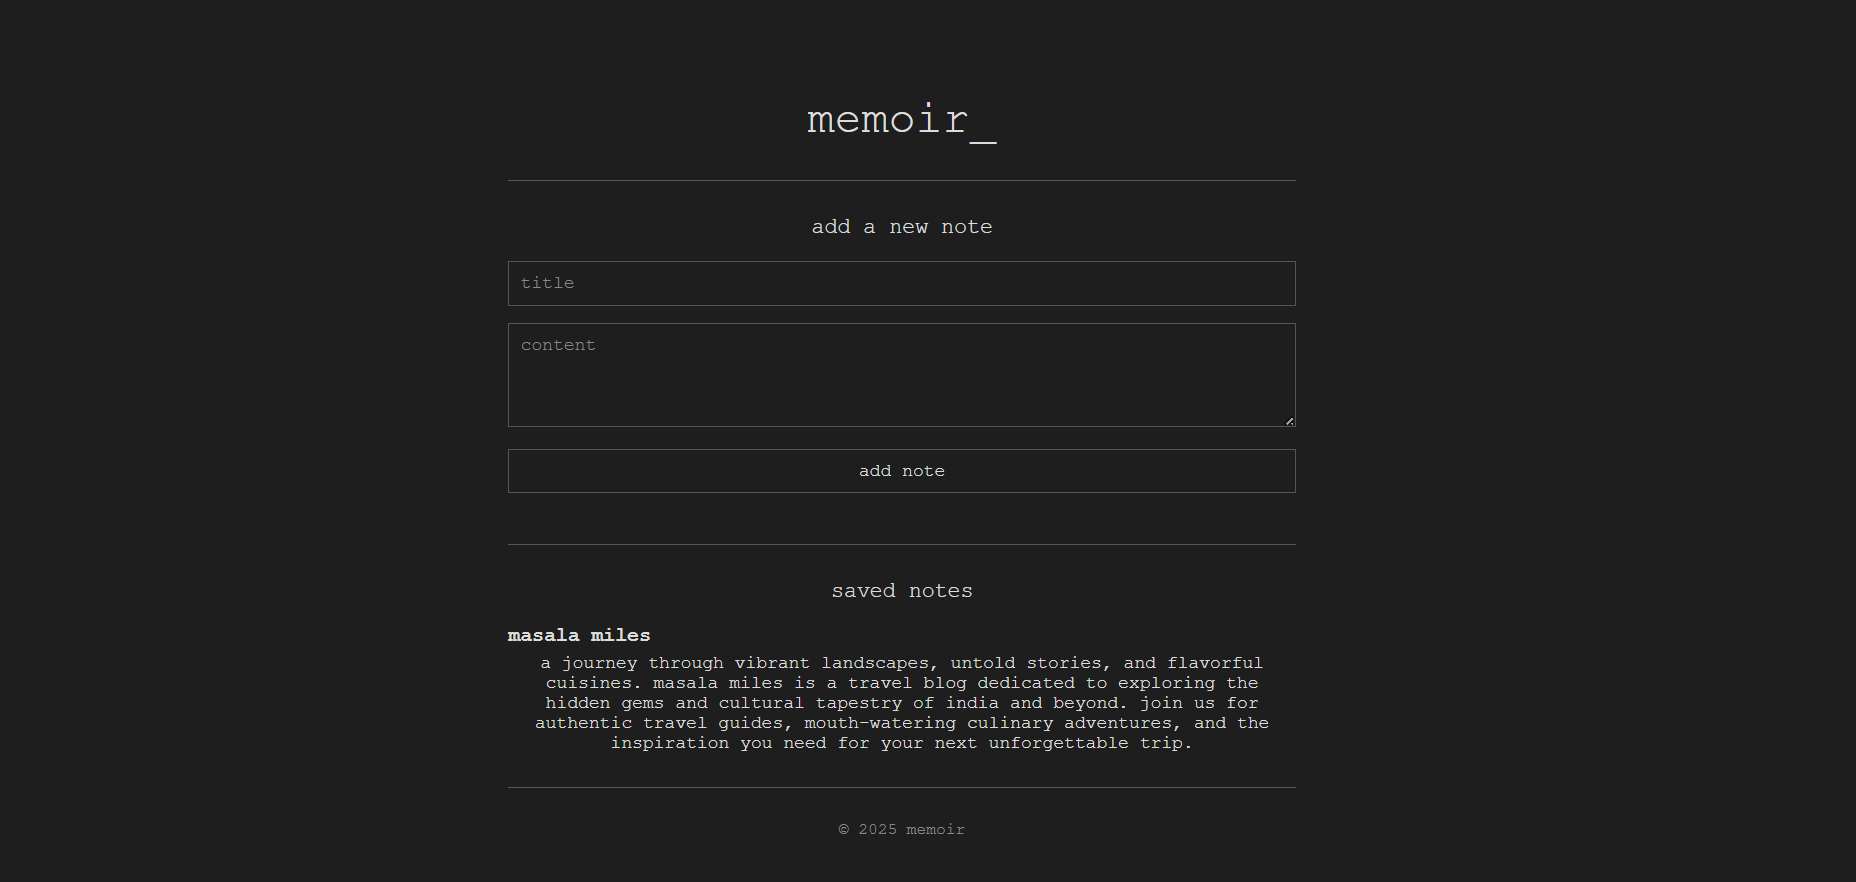 memoir_
add a new note
title
content
add note
saved notes
masala miles
a journey through vibrant landscapes, untold stories, and flavorful
cuisines. masala miles is a travel blog dedicated to exploring the
hidden gems and cultural tapestry of india and beyond. join us for
authentic travel guides, mouth-watering culinary adventures, and the
inspiration you need for your next unforgettable trip.
© 2025 memoir